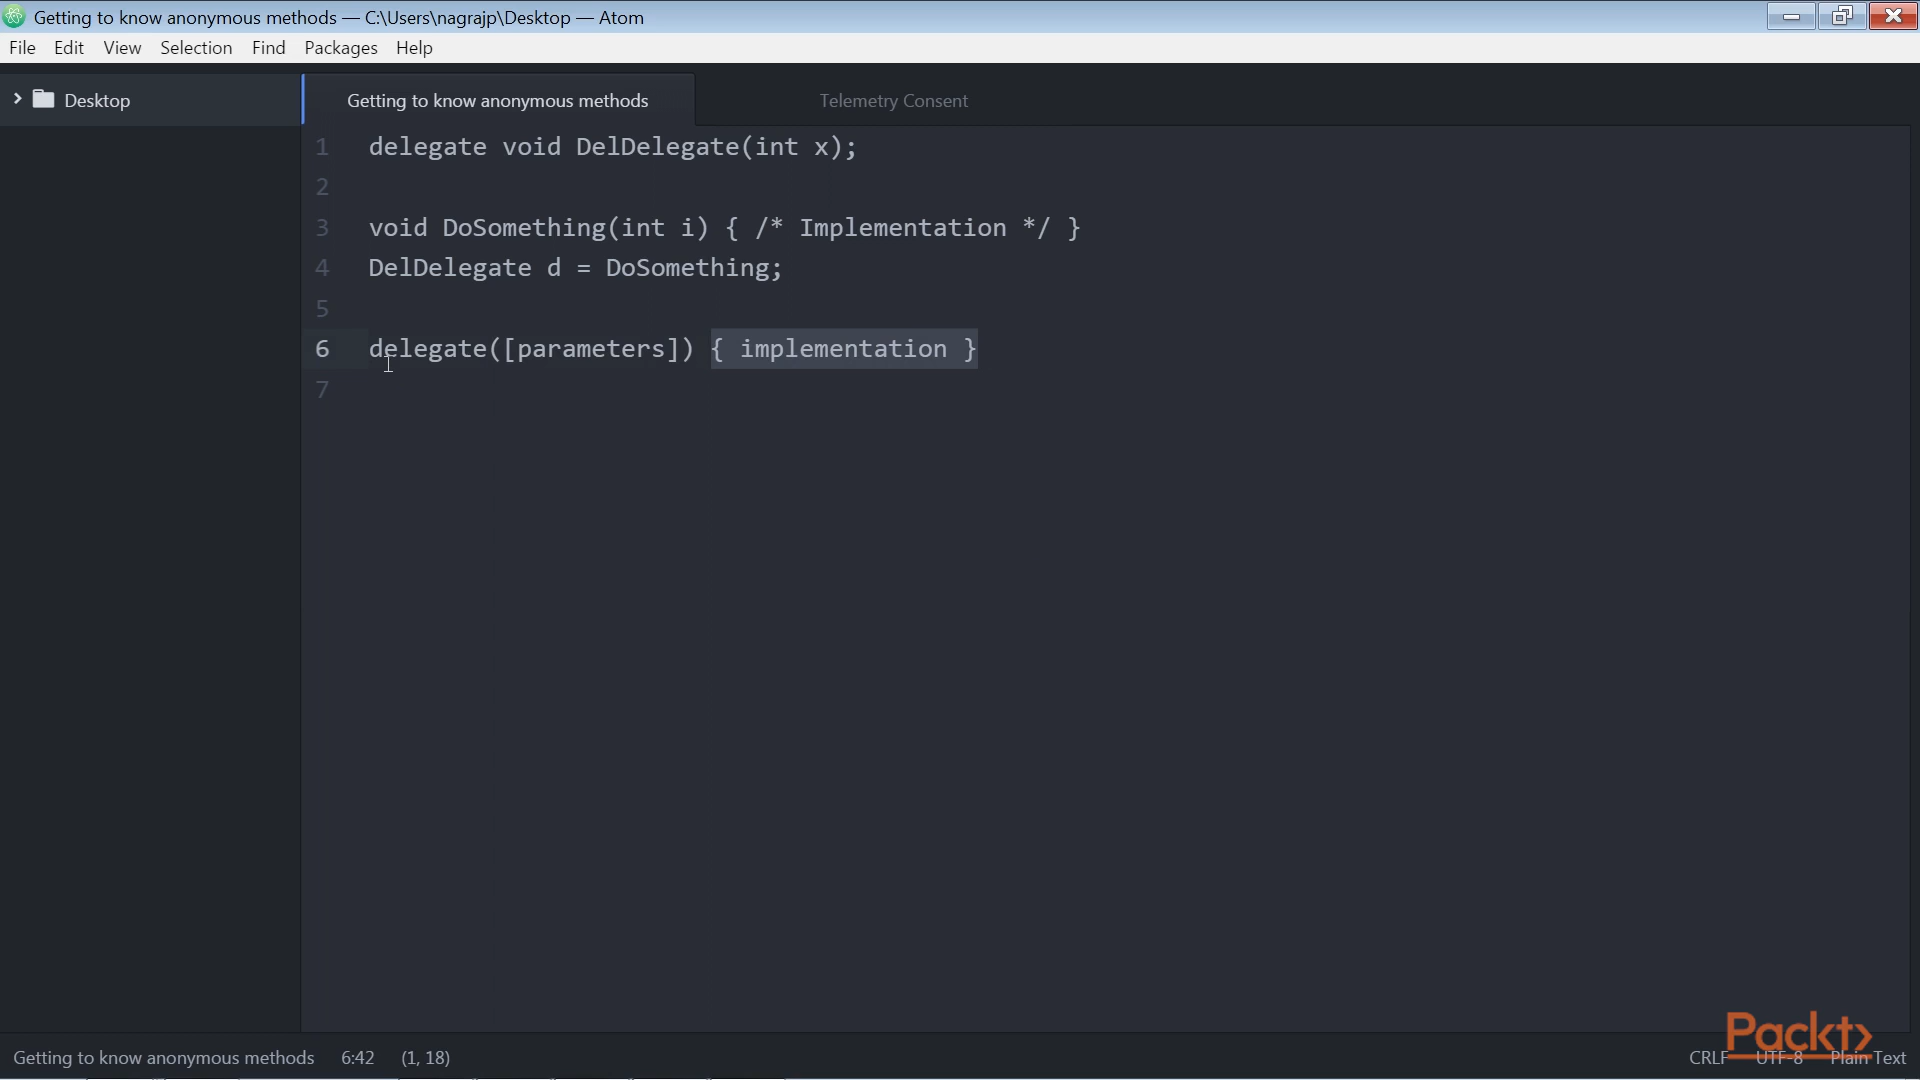 Getting to know anonymous methods — C:\Users\nagrajp\Desktop — Atom
File Edit View Selection Find Packages Help
Desktop
Getting to know anonymous methods Telemetry Consent
1 delegate void DelDelegate(int x);
2
3 void DoSomething(int i) { /* Implementation */ }
4 DelDelegate d = DoSomething;
5
6 delegate([parameters]) { implementation }
7
Packt>
Getting to know anonymous methods 6:42 (1, 18) CRLF UTF-8 Plain Text